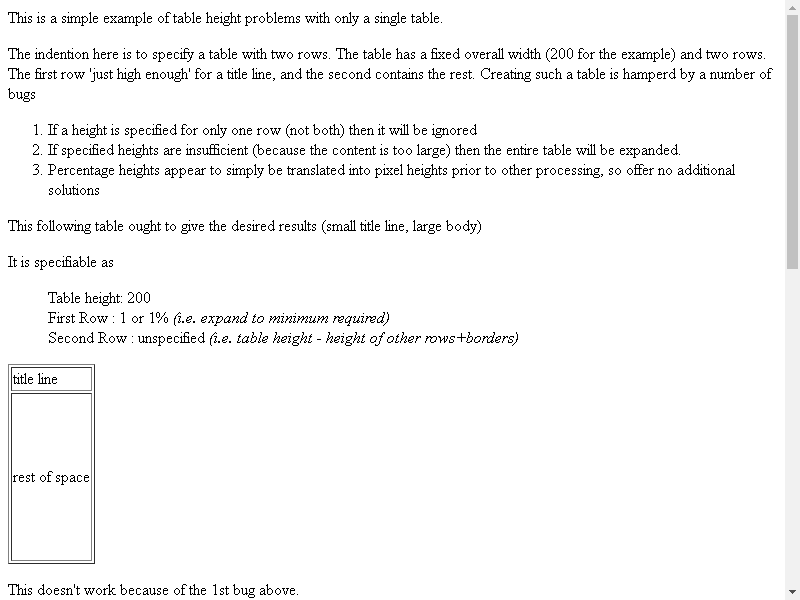 This is a simple example of table height problems with only a single table.
The indention here is to specify a table with two rows. The table has a fixed overall width (200 for the example) and two rows.
The first row 'just high enough' for a title line, and the second contains the rest. Creating such a table is hamperd by a number of
bugs
1. If a height is specified for only one row (not both) then it will be ignored
2. If specified heights are insufficient (because the content is too large) then the entire table will be expanded.
3. Percentage heights appear to simply be translated into pixel heights prior to other processing, so offer no additional
solutions
This following table ought to give the desired results (small title line, large body)
It is specifiable as
Table height: 200
First Row : 1 or 1% (i.e. expand to minimum required)
Second Row : unspecified (i.e. table height - height of other rows+borders)
title line
rest of space
This doesn't work because of the 1st bug above.